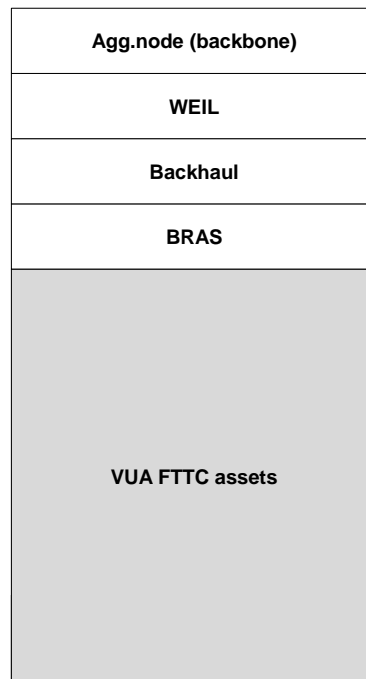 Agg.node (backbone)
WEIL
Backhaul
BRAS
VUA FTTC assets